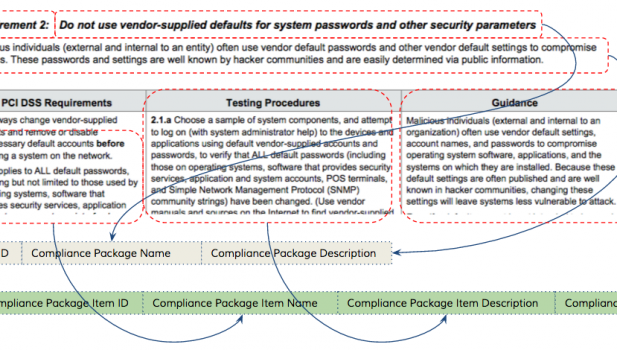 rement 2: Do not use vendor-supplied defaults for system passwords and other security parameters
us individuals (external and internal to an entity) often use vendor default passwords and other vendor default settings to compromise
s. These passwords and settings are well known by hacker communities and are easily determined via public information.
PCI DSS Requirements
ways change vendor-supplied
ts and remove or disable
essary default accounts before
ng a system on the network.
pplies to ALL default passwords,
ng but not limited to those used by
ing systems, software that
es security services, application
Testing Procedures
2.1.a Choose a sample of system components, and attempt
to log on (with system administrator help) to the devices and
applications using default vendor-supplied accounts and
passwords, to verify that ALL default passwords (including
those on operating systems, software that provides security
services, application and system accounts, POS terminals,
and Simple Network Management Protocol (SNMP)
community strings) have been changed. (Use vendor
manuals and sources on the Internet to find vendor-supplied
Guidance
Malicious individuals (external and internal to an
organization) often use vendor default settings,
account names, and passwords to compromise
operating system software, applications, and the
systems on which they are installed. Because these
default settings are often published and are well
known in hacker communities, changing these
settings will leave systems less vulnerable to attack.
D Compliance Package Name Compliance Package Description
mpliance Package Item ID Compliance Package Item Name Compliance Package Item Description Complianc